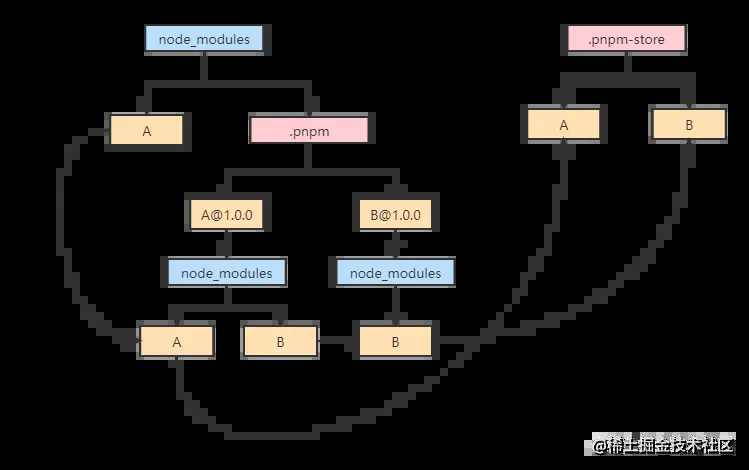 node_modules
.pnpm-store
A
.pnpm
A
B
A@1.0.0
B@1.0.0
node_modules
node_modules
A
B
B
@稀土掘金技术社区